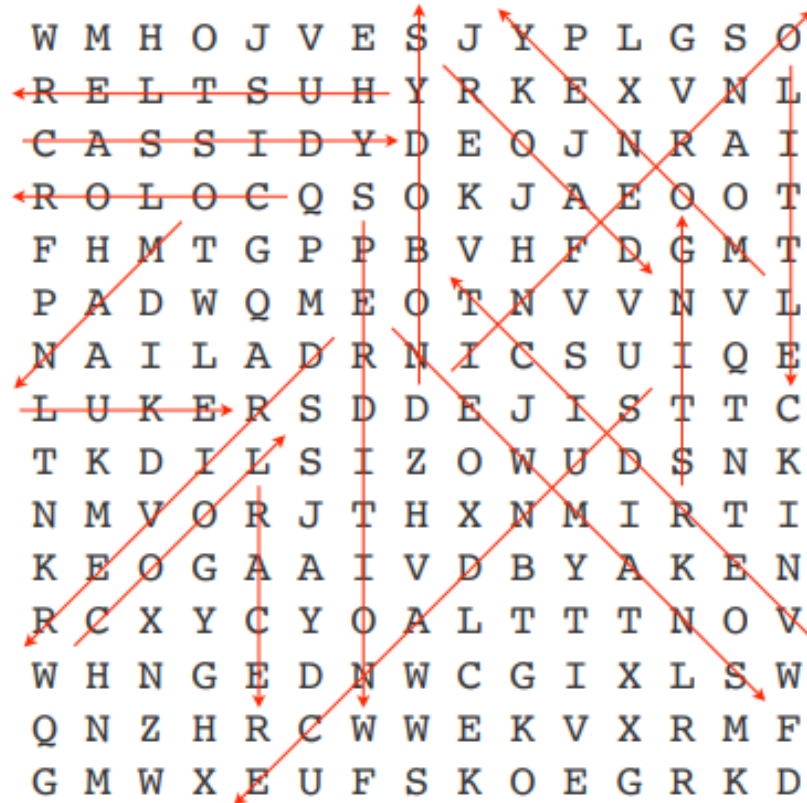 W M H O J V E S J Y P L G S O
R E L T S U H Y R K E X V N L
C A S S I D Y D E O J N R A I
R O L O C Q S O K J A E O O T
F H M T G P P B V H F D G M T
P A D W Q M E O T N V V N V L
N A I L A D R N I C S U I Q E
L U K E R S D D E J I S T T C
T K D I L S I Z O W U D S N K
N M V O R J T H X N M I R T I
K E O G A A I V D B Y A K E N
R C X Y C Y O A L T T T N O V
W H N G E D N W C G I X L S W
Q N Z H R C W W E K V X R M F
G M W X E U F S K O E G R K D